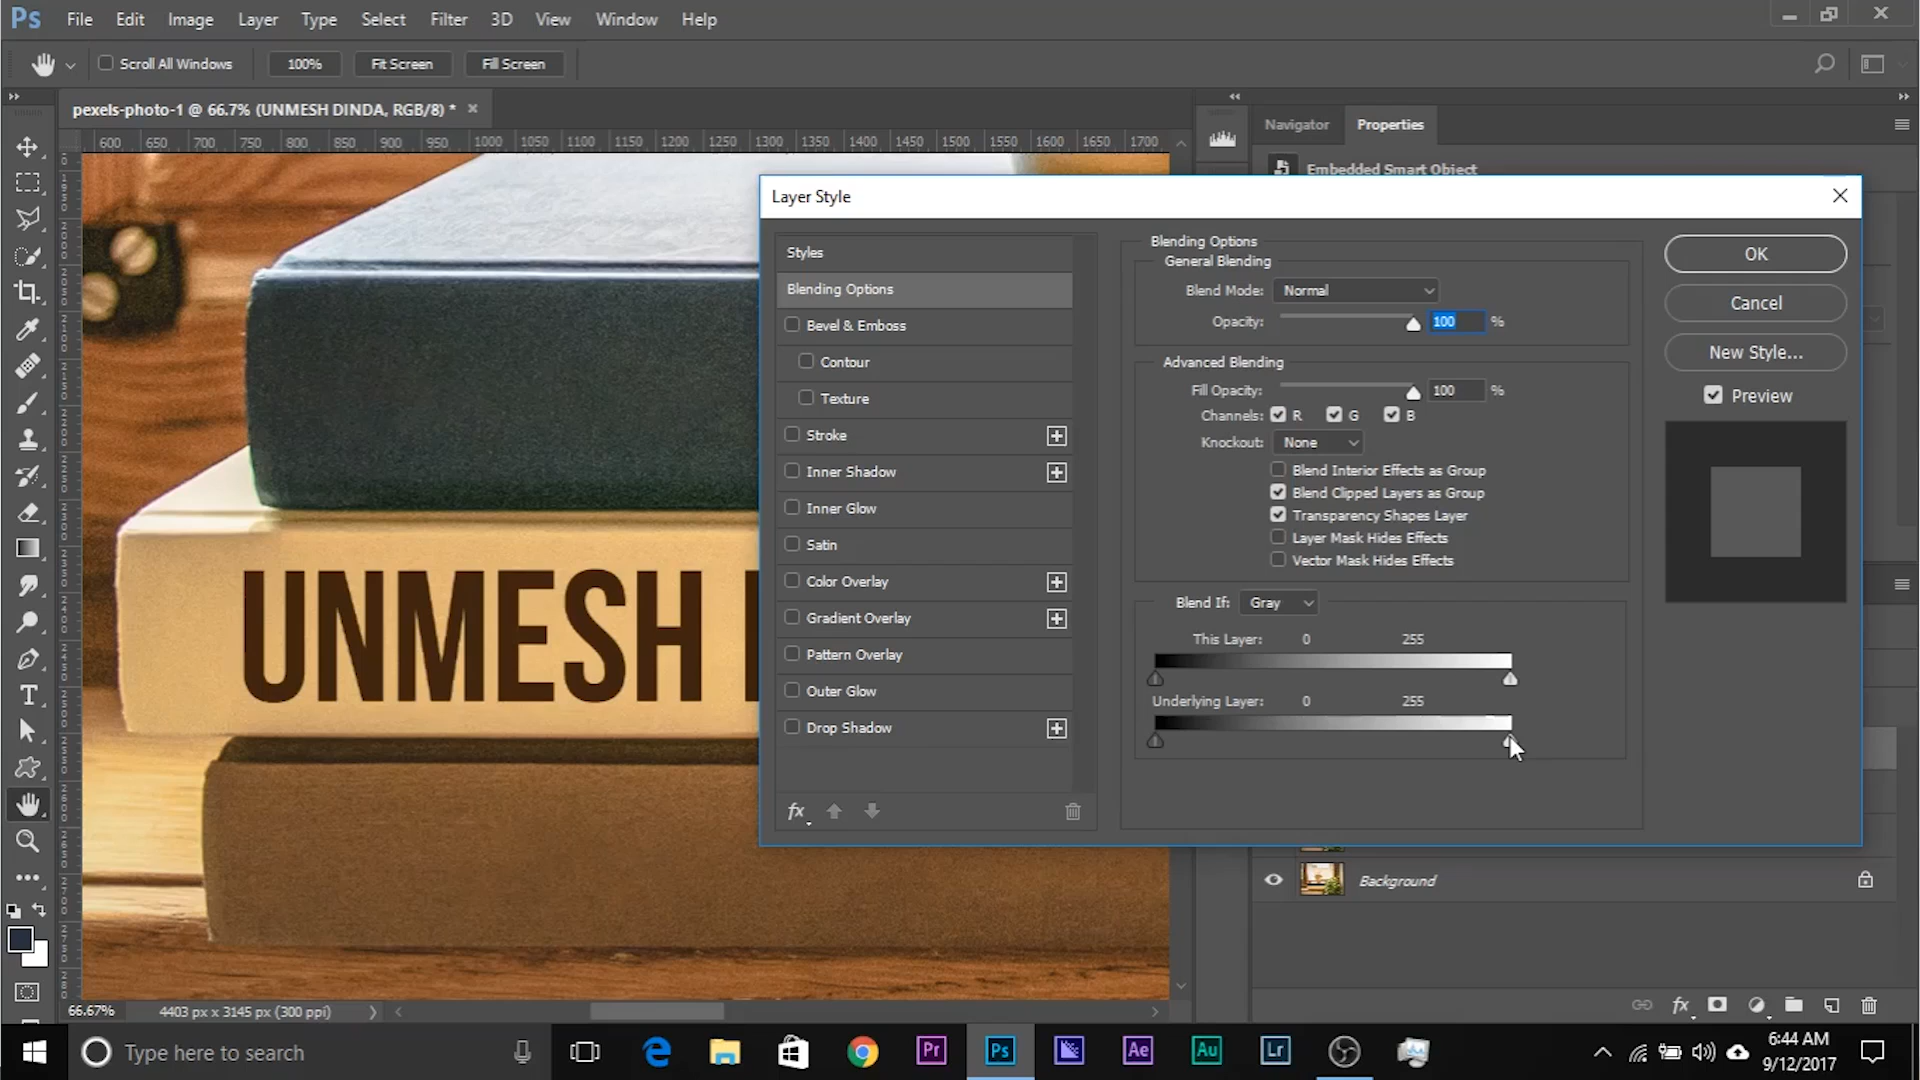 Ps File Edit Image Layer Type Select Filter 3D View Window Help
Scroll All Windows 100% Fit Screen Fill Screen
pexels-photo-1 @ 66.7% (UNMESH DINDA, RGB/8) * ×
600 650 700 750 800 850 900 950 1000 1050 1100 1150 1200 1250 1300 1350 1400 1450 1500 1550 1600 1650 1700
Navigator Properties
Embedded Smart Object
Layer Style
Styles
Blending Options
Bevel & Emboss
Contour
Texture
Stroke
Inner Shadow
Inner Glow
Satin
Color Overlay
Gradient Overlay
Pattern Overlay
Outer Glow
Drop Shadow
fx
Blending Options
General Blending
Blend Mode: Normal
Opacity: 100 %
Advanced Blending
Fill Opacity: 100 %
Channels: R G B
Knockout: None
Blend Interior Effects as Group
Blend Clipped Layers as Group
Transparency Shapes Layer
Layer Mask Hides Effects
Vector Mask Hides Effects
Blend If: Gray
This Layer: 0 255
Underlying Layer: 0 255
OK
Cancel
New Style...
Preview
UNMESH
Background
fx
66.67% 4403 px x 3145 px (300 ppi)
Type here to search
Pr Ps Ae Au Lr
6:44 AM
9/12/2017